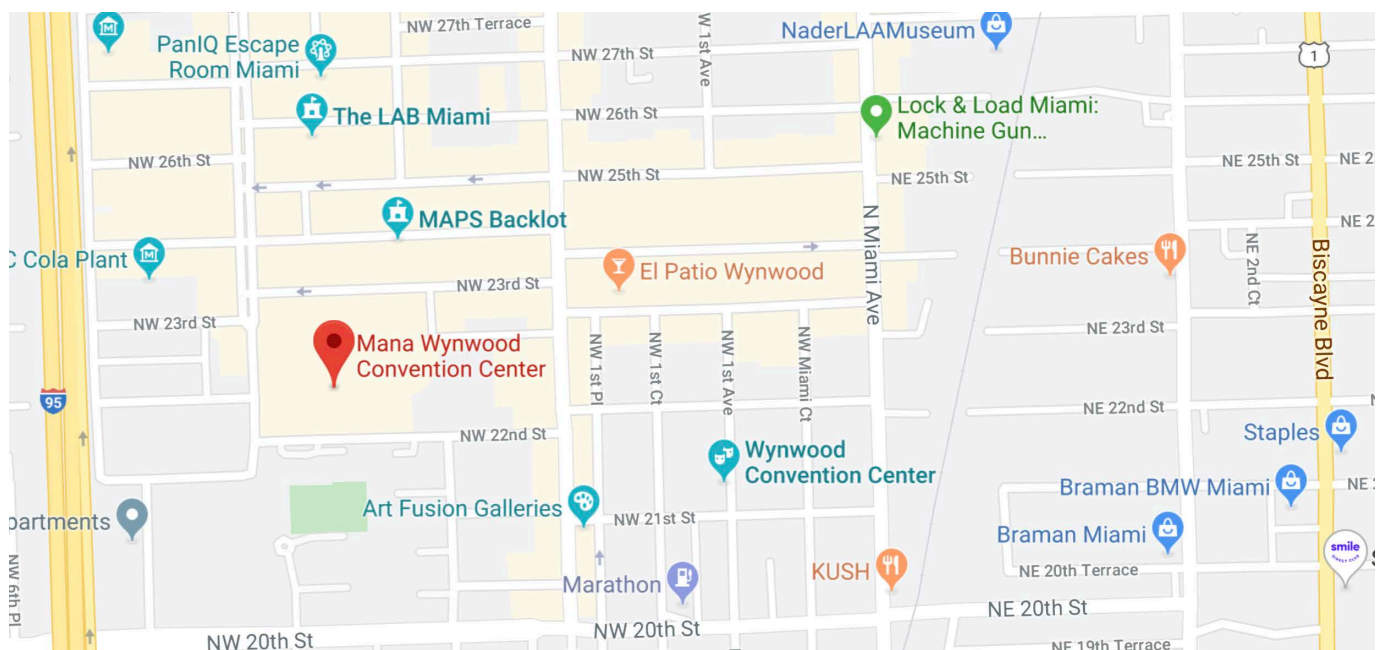 NW 27th Terrace
NW 1st Ave
NaderLAAMuseum
PanIQ Escape
Room Miami
NW 27th St
1
The LAB Miami
NW 26th St
Lock & Load Miami:
Machine Gun...
NW 26th St
NW 25th St
NE 25th St
NE 25th St
NE 2
MAPS Backlot
N Miami Ave
NE 2
C Cola Plant
El Patio Wynwood
Bunnie Cakes
NE 2nd Ct
Biscayne Blvd
NW 23rd St
NW 23rd St
NE 23rd St
Mana Wynwood
Convention Center
NW 1st Pl
NW 1st Ct
NW 1st Ave
NW Miami Ct
95
NE 22nd St
NW 22nd St
Staples
Wynwood
Convention Center
Braman BMW Miami
NE 2
Art Fusion Galleries
NW 21st St
partments
Braman Miami
smile
DIRECT CLUB
S
NW 6th Pl
Marathon
KUSH
NE 20th Terrace
NE 20th St
NW 20th St
NW 20th St
NE 19th Terrace